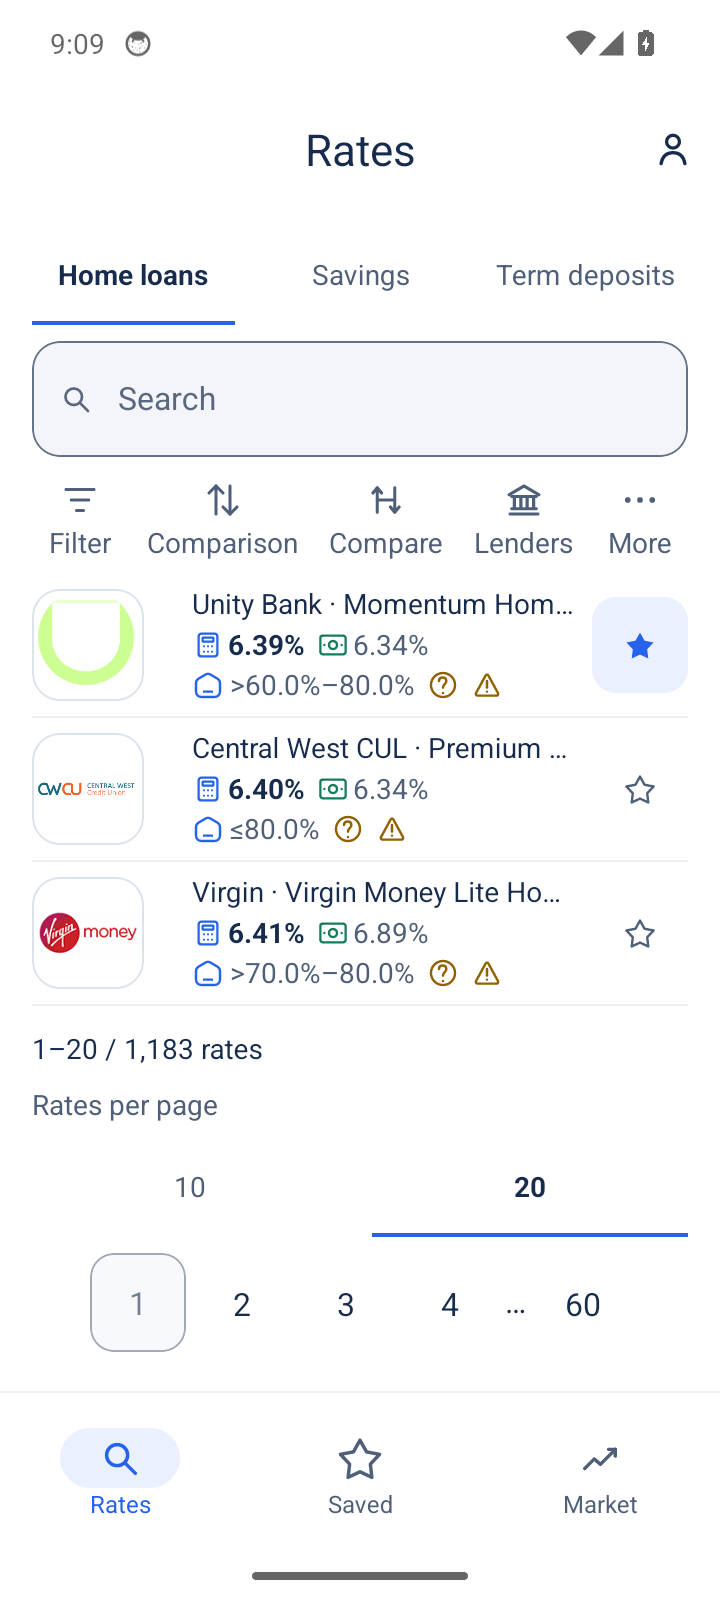 9:09
Rates
Home loans
Savings
Term deposits
Search
Filter
Comparison
Compare
Lenders
More
Unity Bank · Momentum Hom...
6.39% 6.34%
>60.0%–80.0%
CWCU CENTRAL WEST
Credit Union
Central West CUL · Premium ...
6.40% 6.34%
≤80.0%
Virgin money
Virgin · Virgin Money Lite Ho...
6.41% 6.89%
>70.0%–80.0%
1–20 / 1,183 rates
Rates per page
10
20
1 2 3 4 ... 60
Rates
Saved
Market